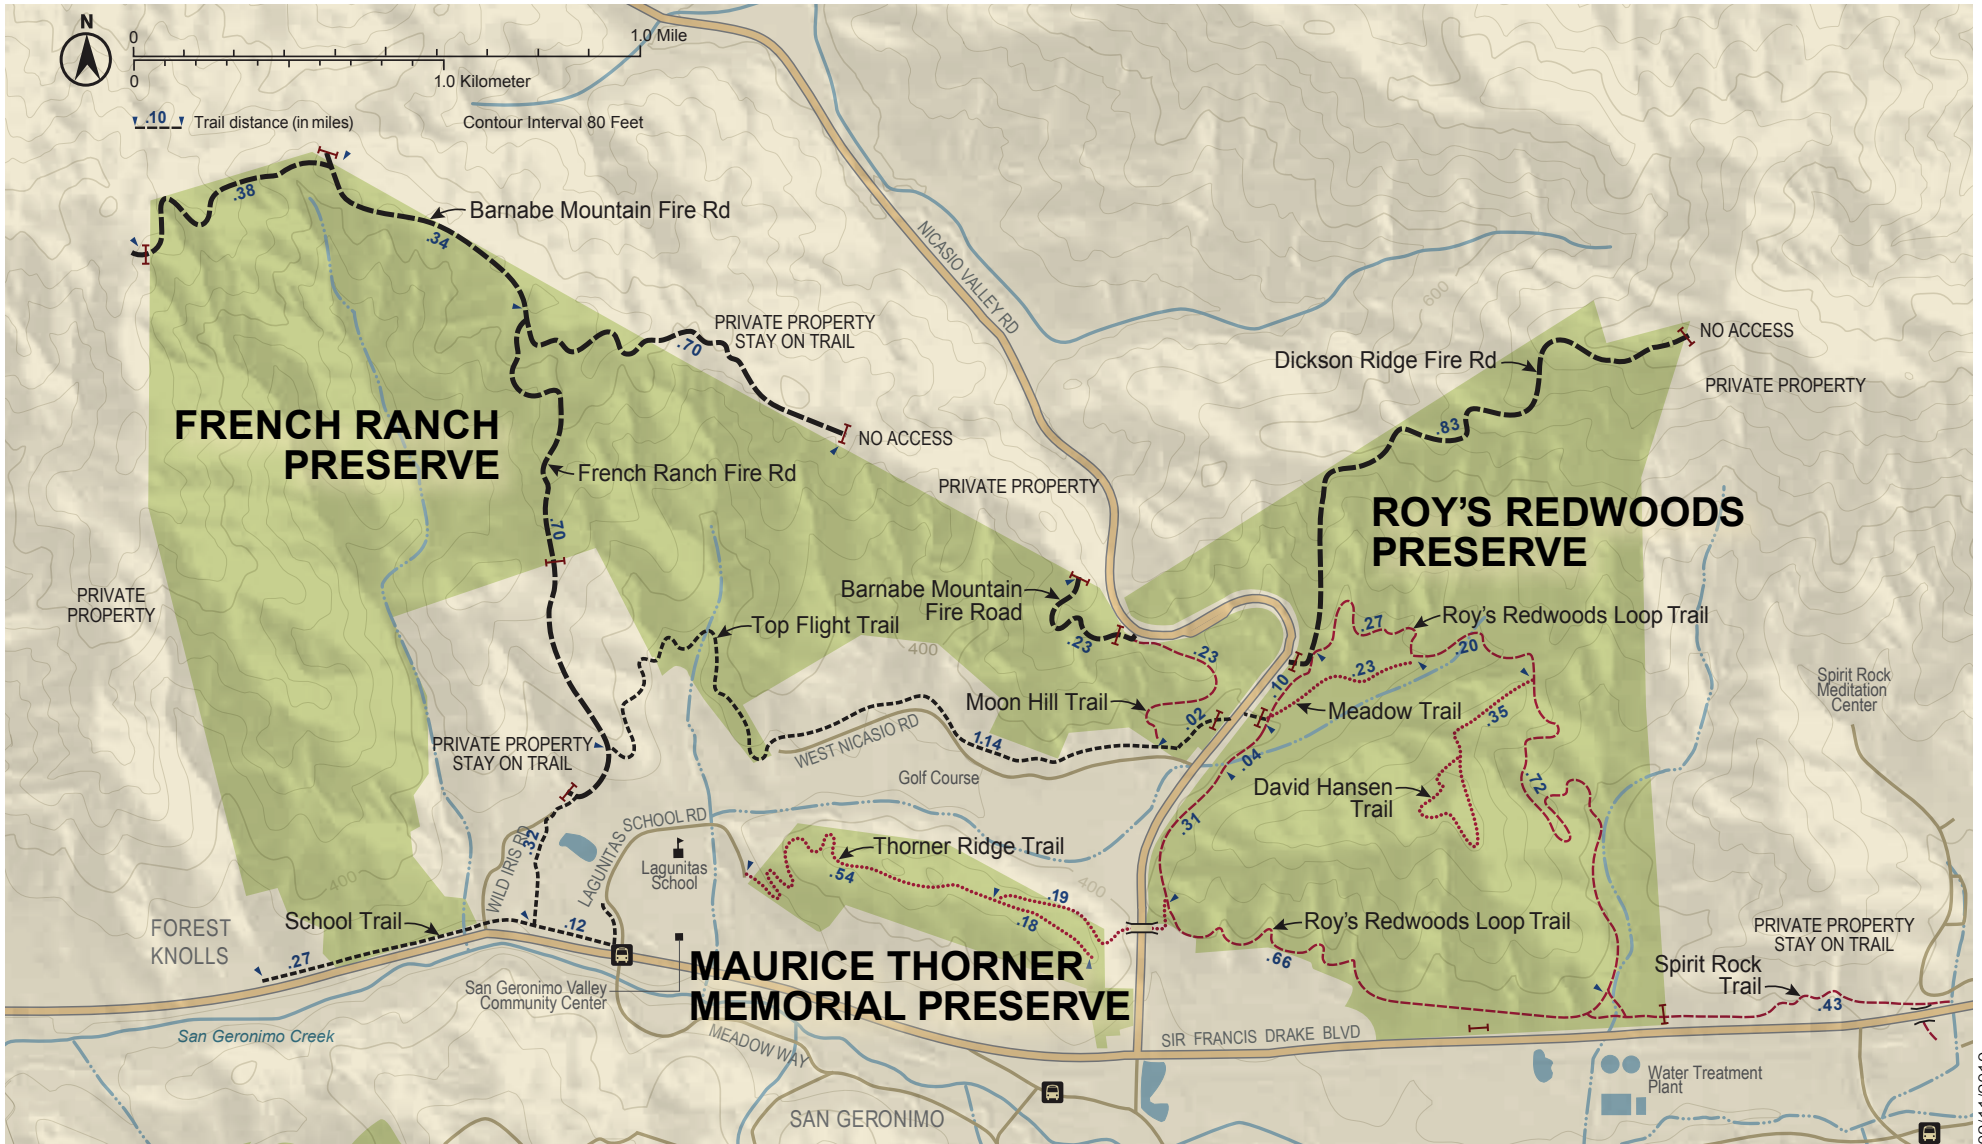 N
0
1.0 Mile
0
1.0 Kilometer
.10
Trail distance (in miles)
Contour Interval 80 Feet
.38
Barnabe Mountain Fire Rd
.34
NICASIO VALLEY RD
600
PRIVATE PROPERTY
STAY ON TRAIL
.70
NO ACCESS
Dickson Ridge Fire Rd
NO ACCESS
PRIVATE PROPERTY
.83
FRENCH RANCH
PRESERVE
French Ranch Fire Rd
.70
PRIVATE PROPERTY
ROY'S REDWOODS
PRESERVE
PRIVATE
PROPERTY
Barnabe Mountain
Fire Road
.23
Top Flight Trail
400
.23
.27
Roy's Redwoods Loop Trail
.20
.23
.10
Moon Hill Trail
.02
Meadow Trail
.35
Spirit Rock
Meditation
Center
PRIVATE PROPERTY
STAY ON TRAIL
WEST NICASIO RD
1.14
Golf Course
.04
David Hansen
Trail
.72
.31
WILD IRIS RD
.32
LAGUNITAS SCHOOL RD
Lagunitas
School
Thorner Ridge Trail
.54
.19
400
.18
400
FOREST
KNOLLS
School Trail
.27
.12
Roy's Redwoods Loop Trail
.66
PRIVATE PROPERTY
STAY ON TRAIL
Spirit Rock
Trail
.43
San Geronimo Valley
Community Center
MAURICE THORNER
MEMORIAL PRESERVE
San Geronimo Creek
MEADOW WAY
SIR FRANCIS DRAKE BLVD
Water Treatment
Plant
SAN GERONIMO